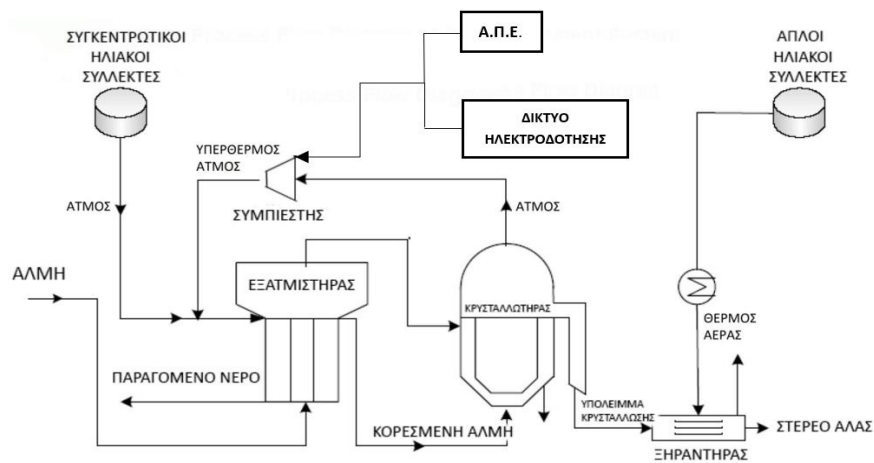 ΣΥΓΚΕΝΤΡΩΤΙΚΟΙ
ΗΛΙΑΚΟΙ
ΣΥΛΛΕΚΤΕΣ
Α.Π.Ε.
ΑΠΛΟΙ
ΗΛΙΑΚΟΙ
ΣΥΛΛΕΚΤΕΣ
ΔΙΚΤΥΟ
ΗΛΕΚΤΡΟΔΟΤΗΣΗΣ
ΥΠΕΡΘΕΡΜΟΣ
ΑΤΜΟΣ
ΑΤΜΟΣ
ΣΥΜΠΙΕΣΤΗΣ
ΑΤΜΟΣ
ΑΛΜΗ
ΕΞΑΤΜΙΣΤΗΡΑΣ
ΚΡΥΣΤΑΛΛΩΤΗΡΑΣ
ΘΕΡΜΟΣ
ΑΕΡΑΣ
ΠΑΡΑΓΟΜΕΝΟ ΝΕΡΟ
ΥΠΟΛΕΙΜΜΑ
ΚΡΥΣΤΑΛΛΩΣΗΣ
ΚΟΡΕΣΜΕΝΗ ΑΛΜΗ
ΣΤΕΡΕΟ ΑΛΑΣ
ΞΗΡΑΝΤΗΡΑΣ